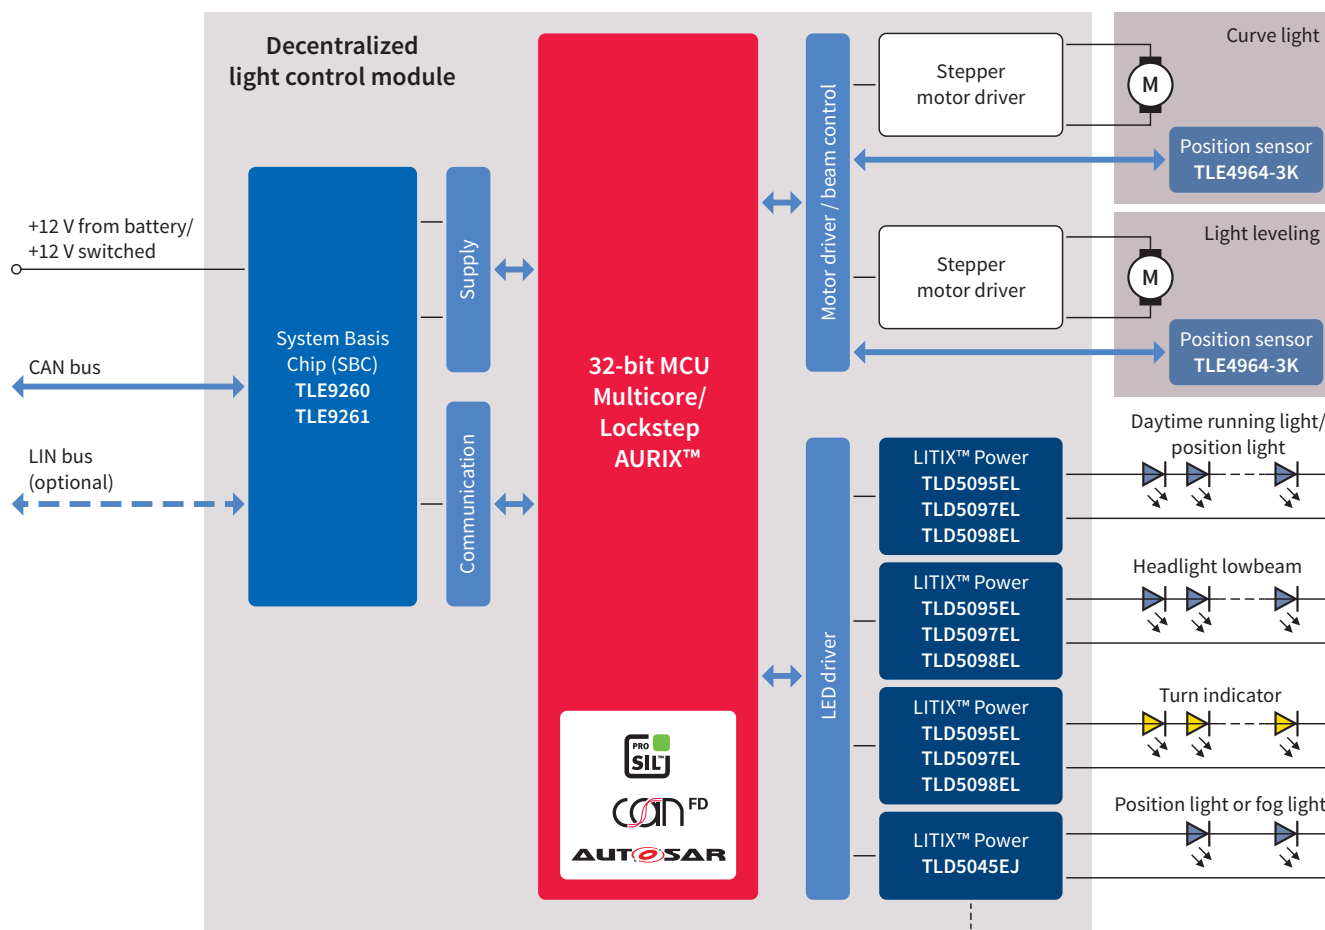 Decentralized
light control module
+12 V from battery/
+12 V switched
CAN bus
LIN bus
(optional)
System Basis
Chip (SBC)
TLE9260
TLE9261
Supply
Communication
32-bit MCU
Multicore/
Lockstep
AURIX™
PRO
SIL™
CAN FD
AUTOSAR
Motor driver / beam control
LED driver
Stepper
motor driver
Curve light
M
Position sensor
TLE4964-3K
Stepper
motor driver
Light leveling
M
Position sensor
TLE4964-3K
LITIX™ Power
TLD5095EL
TLD5097EL
TLD5098EL
Daytime running light/
position light
LITIX™ Power
TLD5095EL
TLD5097EL
TLD5098EL
Headlight lowbeam
LITIX™ Power
TLD5095EL
TLD5097EL
TLD5098EL
Turn indicator
LITIX™ Power
TLD5045EJ
Position light or fog light